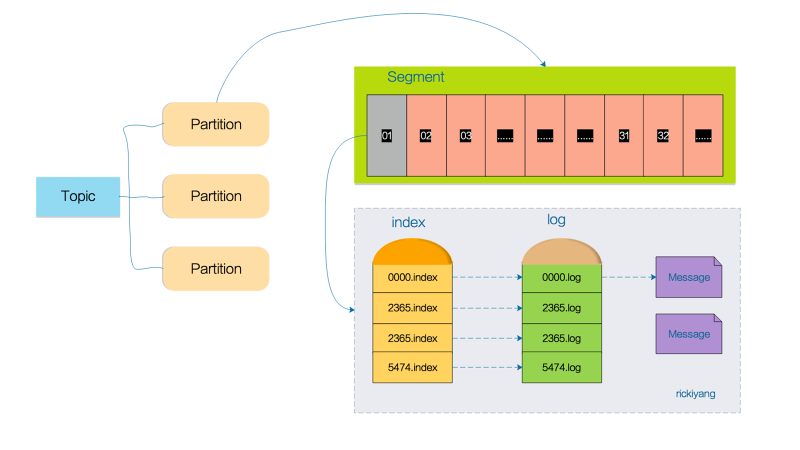 Segment
01 02 03 ...... ...... ...... 31 32 ......
Topic
Partition
Partition
Partition
index
0000.index
2365.index
2365.index
5474.index
log
0000.log
2365.log
2365.log
5474.log
Message
Message
rickiyang